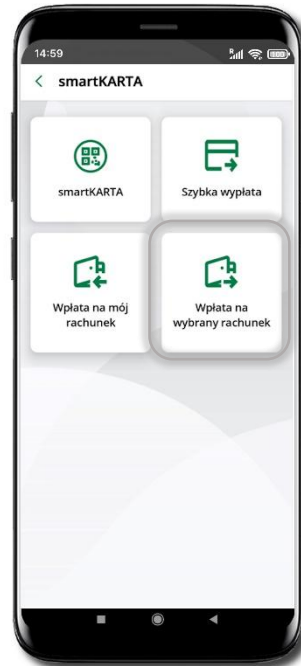 14:59
smartKARTA
smartKARTA
Szybka wypłata
Wpłata na mój
rachunek
Wpłata na
wybrany rachunek